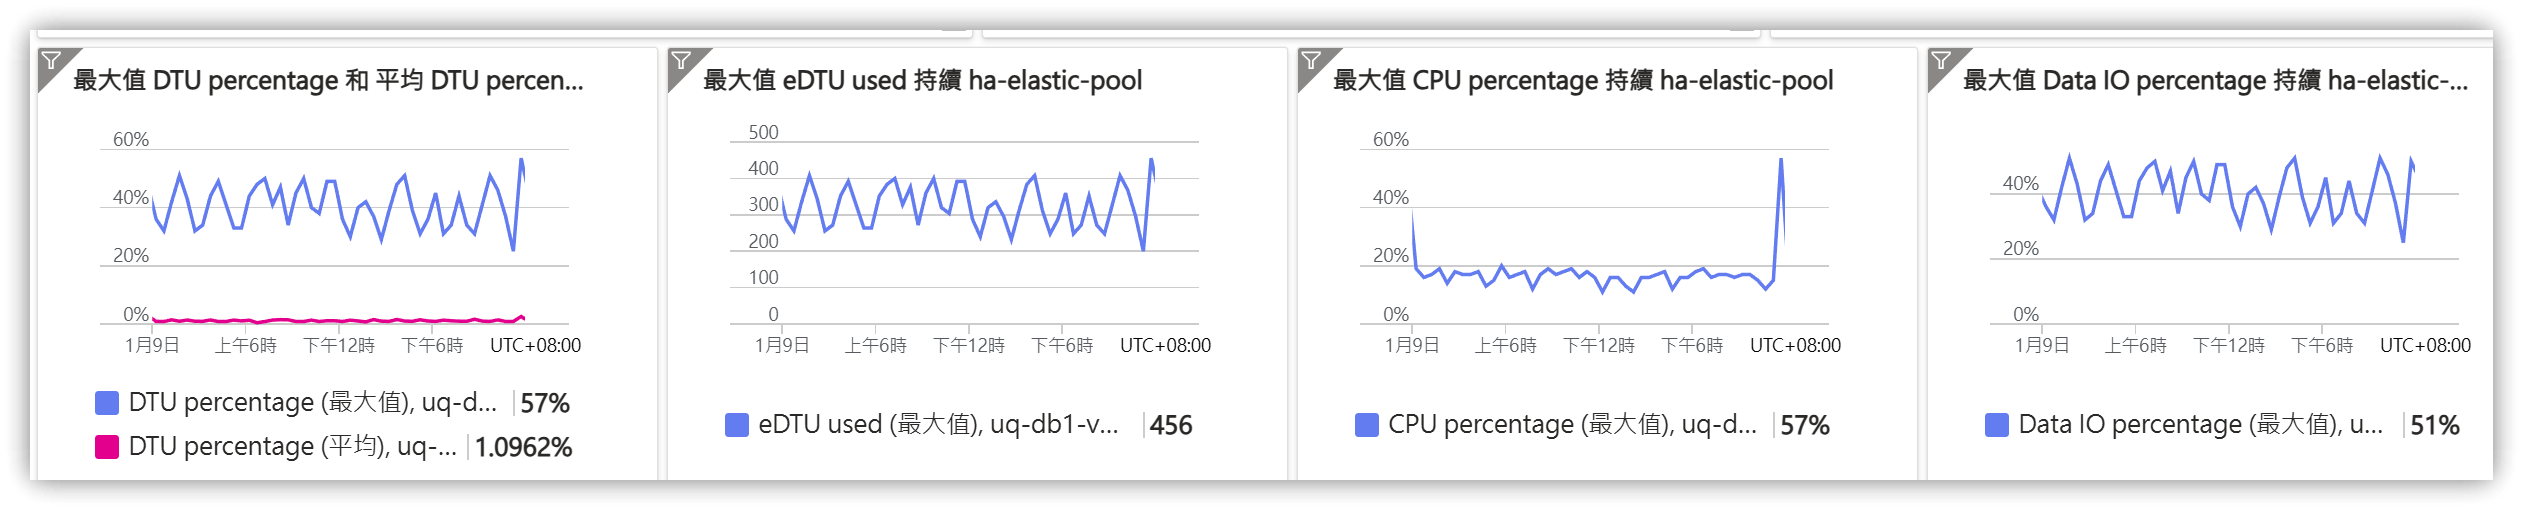 最大值 DTU percentage 和 平均 DTU percen...
60%
40%
20%
0%
1月9日
上午6時
下午12時
下午6時
UTC+08:00
DTU percentage (最大值), uq-d...
57%
DTU percentage (平均), uq-...
1.0962%
最大值 eDTU used 持續 ha-elastic-pool
500
400
300
200
100
0
1月9日
上午6時
下午12時
下午6時
UTC+08:00
eDTU used (最大值), uq-db1-v...
456
最大值 CPU percentage 持續 ha-elastic-pool
60%
40%
20%
0%
1月9日
上午6時
下午12時
下午6時
UTC+08:00
CPU percentage (最大值), uq-d...
57%
最大值 Data IO percentage 持續 ha-elastic-...
40%
20%
0%
1月9日
上午6時
下午12時
下午6時
UTC+08:00
Data IO percentage (最大值), u...
51%